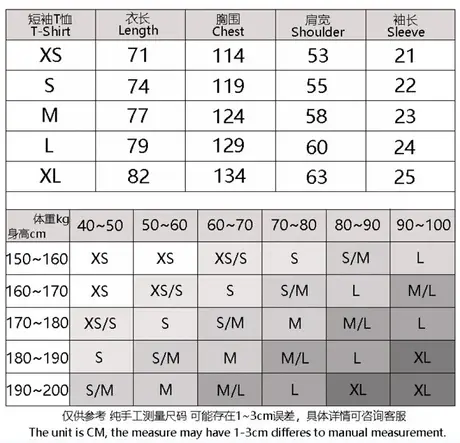 短袖T恤 衣长 胸围 肩宽 袖长
T-Shirt Length Chest Shoulder Sleeve
XS 71 114 53 21
S 74 119 55 22
M 77 124 58 23
L 79 129 60 24
XL 82 134 63 25
体重kg
身高cm 40~50 50~60 60~70 70~80 80~90 90~100
150~160 XS XS XS/S S S/M L
160~170 XS XS/S S S/M L M/L
170~180 XS/S S S/M M M/L L
180~190 S S/M M M/L L XL
190~200 S/M M M/L L XL XL
仅供参考 纯手工测量尺码 可能存在1~3cm误差，具体详情可咨询客服
The unit is CM, the measure may have 1-3cm differes to manual measurement.